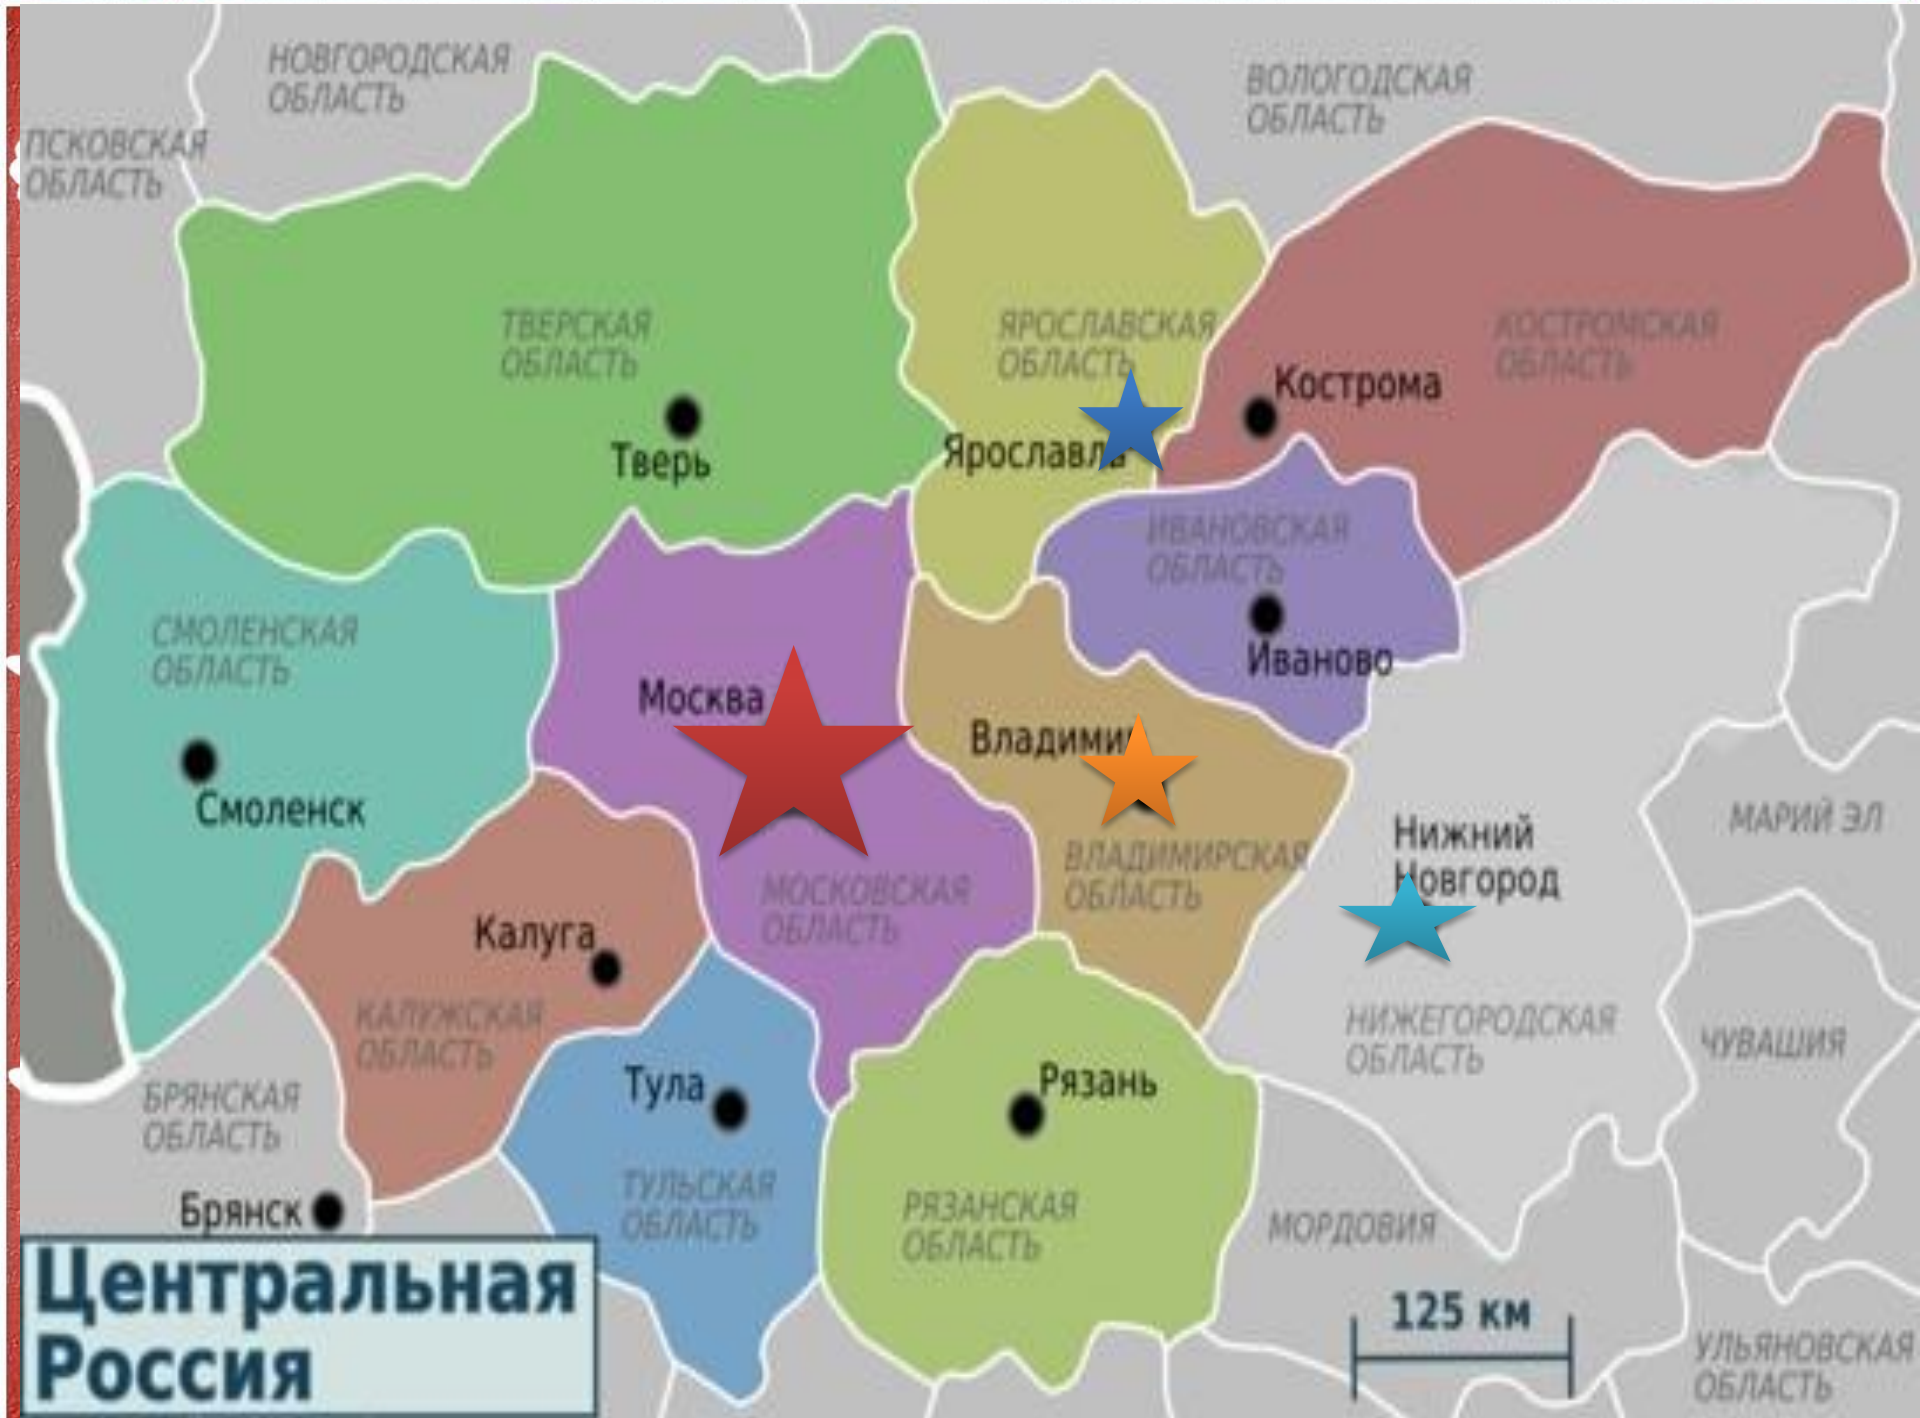 НОВГОРОДСКАЯ
ОБЛАСТЬ
ВОЛОГОДСКАЯ
ОБЛАСТЬ
ПСКОВСКАЯ
ОБЛАСТЬ
ТВЕРСКАЯ
ОБЛАСТЬ
Тверь
ЯРОСЛАВСКАЯ
ОБЛАСТЬ
Ярославль
КОСТРОМСКАЯ
ОБЛАСТЬ
Кострома
ИВАНОВСКАЯ
ОБЛАСТЬ
Иваново
СМОЛЕНСКАЯ
ОБЛАСТЬ
Смоленск
Москва
МОСКОВСКАЯ
ОБЛАСТЬ
Владимир
ВЛАДИМИРСКАЯ
ОБЛАСТЬ
Нижний
Новгород
НИЖЕГОРОДСКАЯ
ОБЛАСТЬ
МАРИЙ ЭЛ
ЧУВАШИЯ
Калуга
КАЛУЖСКАЯ
ОБЛАСТЬ
Тула
ТУЛЬСКАЯ
ОБЛАСТЬ
Рязань
РЯЗАНСКАЯ
ОБЛАСТЬ
БРЯНСКАЯ
ОБЛАСТЬ
Брянск
МОРДОВИЯ
125 км
УЛЬЯНОВСКАЯ
ОБЛАСТЬ
Центральная
Россия